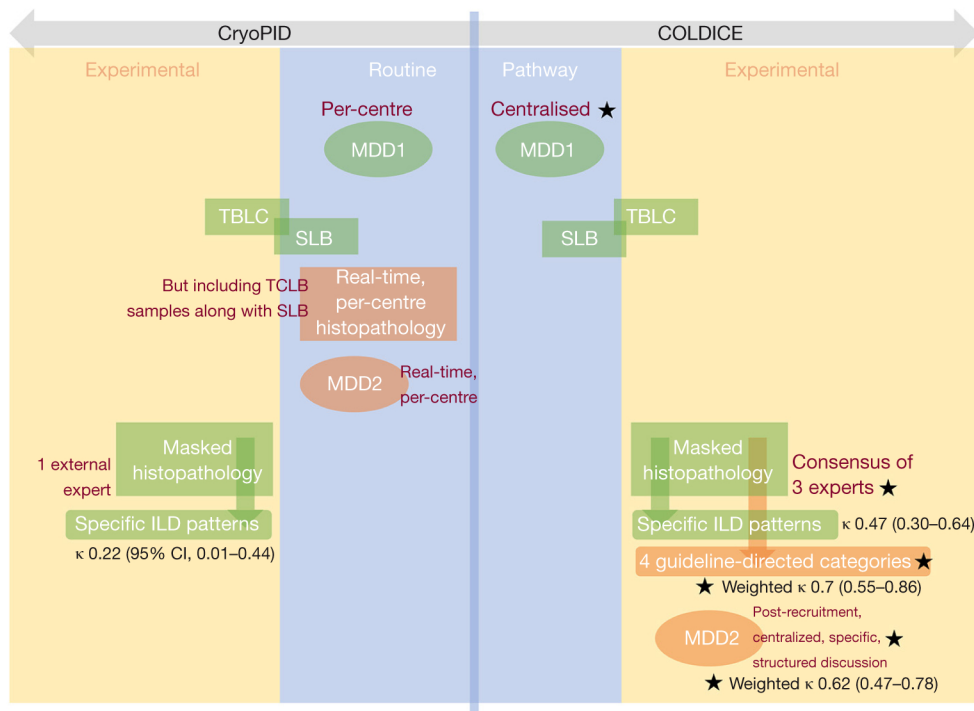 CryoPID
COLDICE
Experimental
Routine
Pathway
Experimental
Per-centre
MDD1
Centralised ★
MDD1
TBLC
SLB
TBLC
SLB
But including TCLB
samples along with SLB
Real-time,
per-centre
histopathology
MDD2
Real-time,
per-centre
1 external
expert
Masked
histopathology
Specific ILD patterns
κ 0.22 (95% CI, 0.01–0.44)
Masked
histopathology
Consensus of
3 experts ★
Specific ILD patterns
κ 0.47 (0.30–0.64)
4 guideline-directed categories ★
★ Weighted κ 0.7 (0.55–0.86)
MDD2
Post-recruitment,
centralized, specific, ★
structured discussion
★ Weighted κ 0.62 (0.47–0.78)